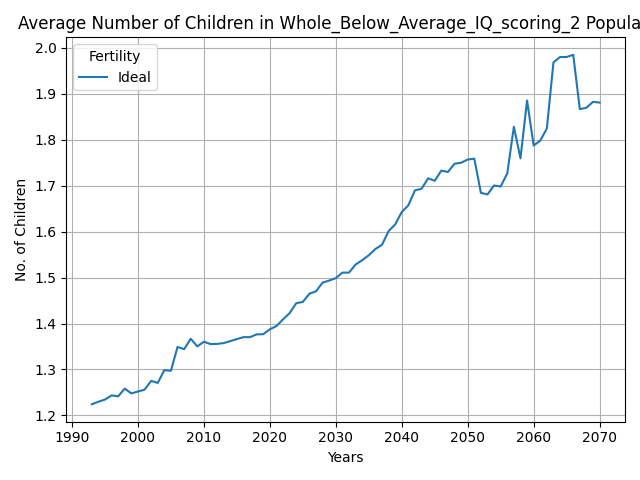 Average Number of Children in Whole_Below_Average_IQ_scoring_2 Popula
Fertility
Ideal
No. of Children
2.0
1.9
1.8
1.7
1.6
1.5
1.4
1.3
1.2
1990 2000 2010 2020 2030 2040 2050 2060 2070
Years